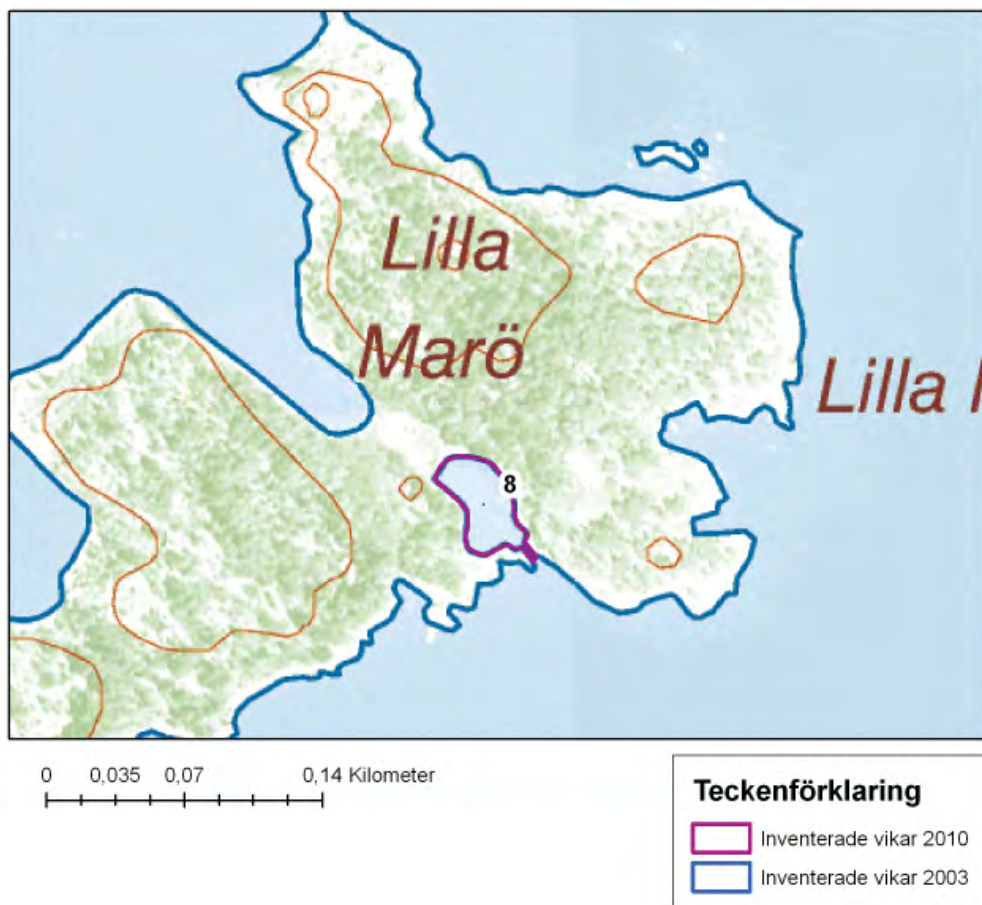 Lilla
Marö
Lilla
8
0 0,035 0,07 0,14 Kilometer
Teckenförklaring
Inventerade vikar 2010
Inventerade vikar 2003